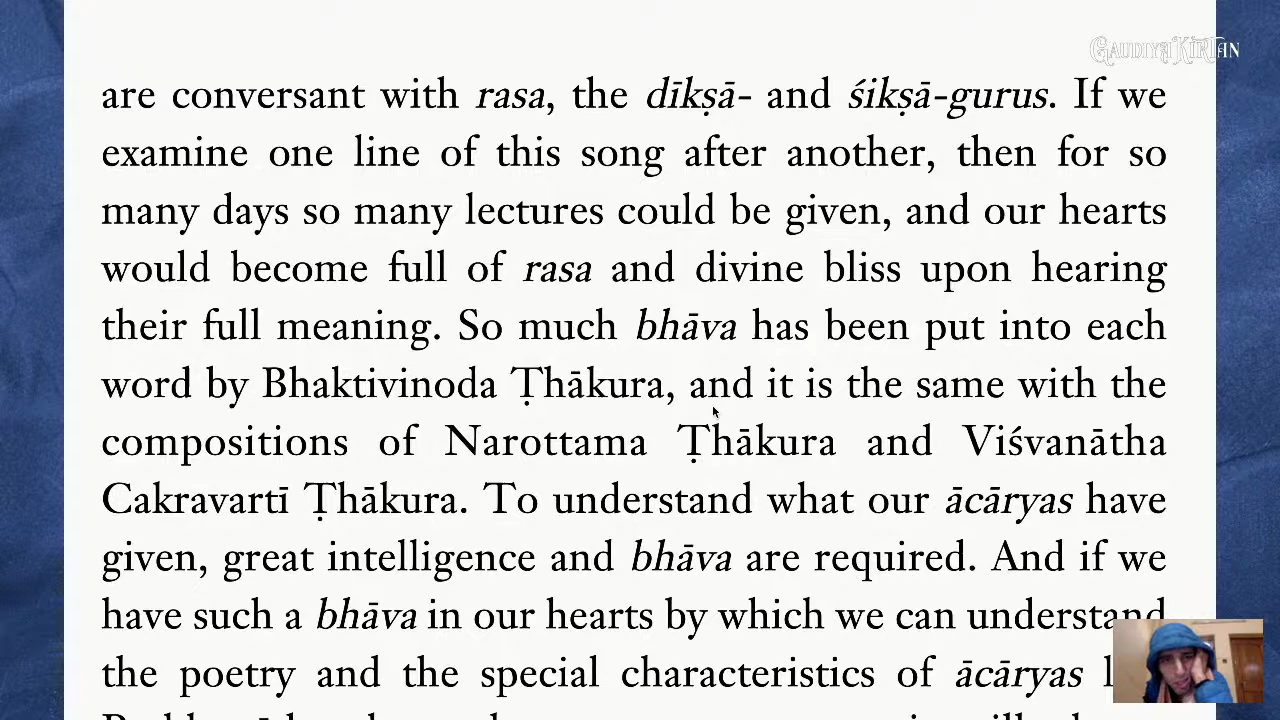 GAUDIYA KIRTAN
are conversant with rasa, the dīkṣā- and śikṣā-gurus. If we
examine one line of this song after another, then for so
many days so many lectures could be given, and our hearts
would become full of rasa and divine bliss upon hearing
their full meaning. So much bhāva has been put into each
word by Bhaktivinoda Ṭhākura, and it is the same with the
compositions of Narottama Ṭhākura and Viśvanātha
Cakravartī Ṭhākura. To understand what our ācāryas have
given, great intelligence and bhāva are required. And if we
have such a bhāva in our hearts by which we can understand
the poetry and the special characteristics of ācāryas